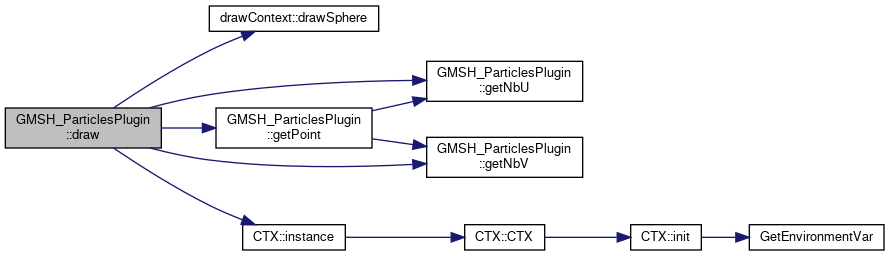 drawContext::drawSphere
GMSH_ParticlesPlugin
::getNbU
GMSH_ParticlesPlugin
::draw
GMSH_ParticlesPlugin
::getPoint
GMSH_ParticlesPlugin
::getNbV
CTX::instance
CTX::CTX
CTX::init
GetEnvironmentVar